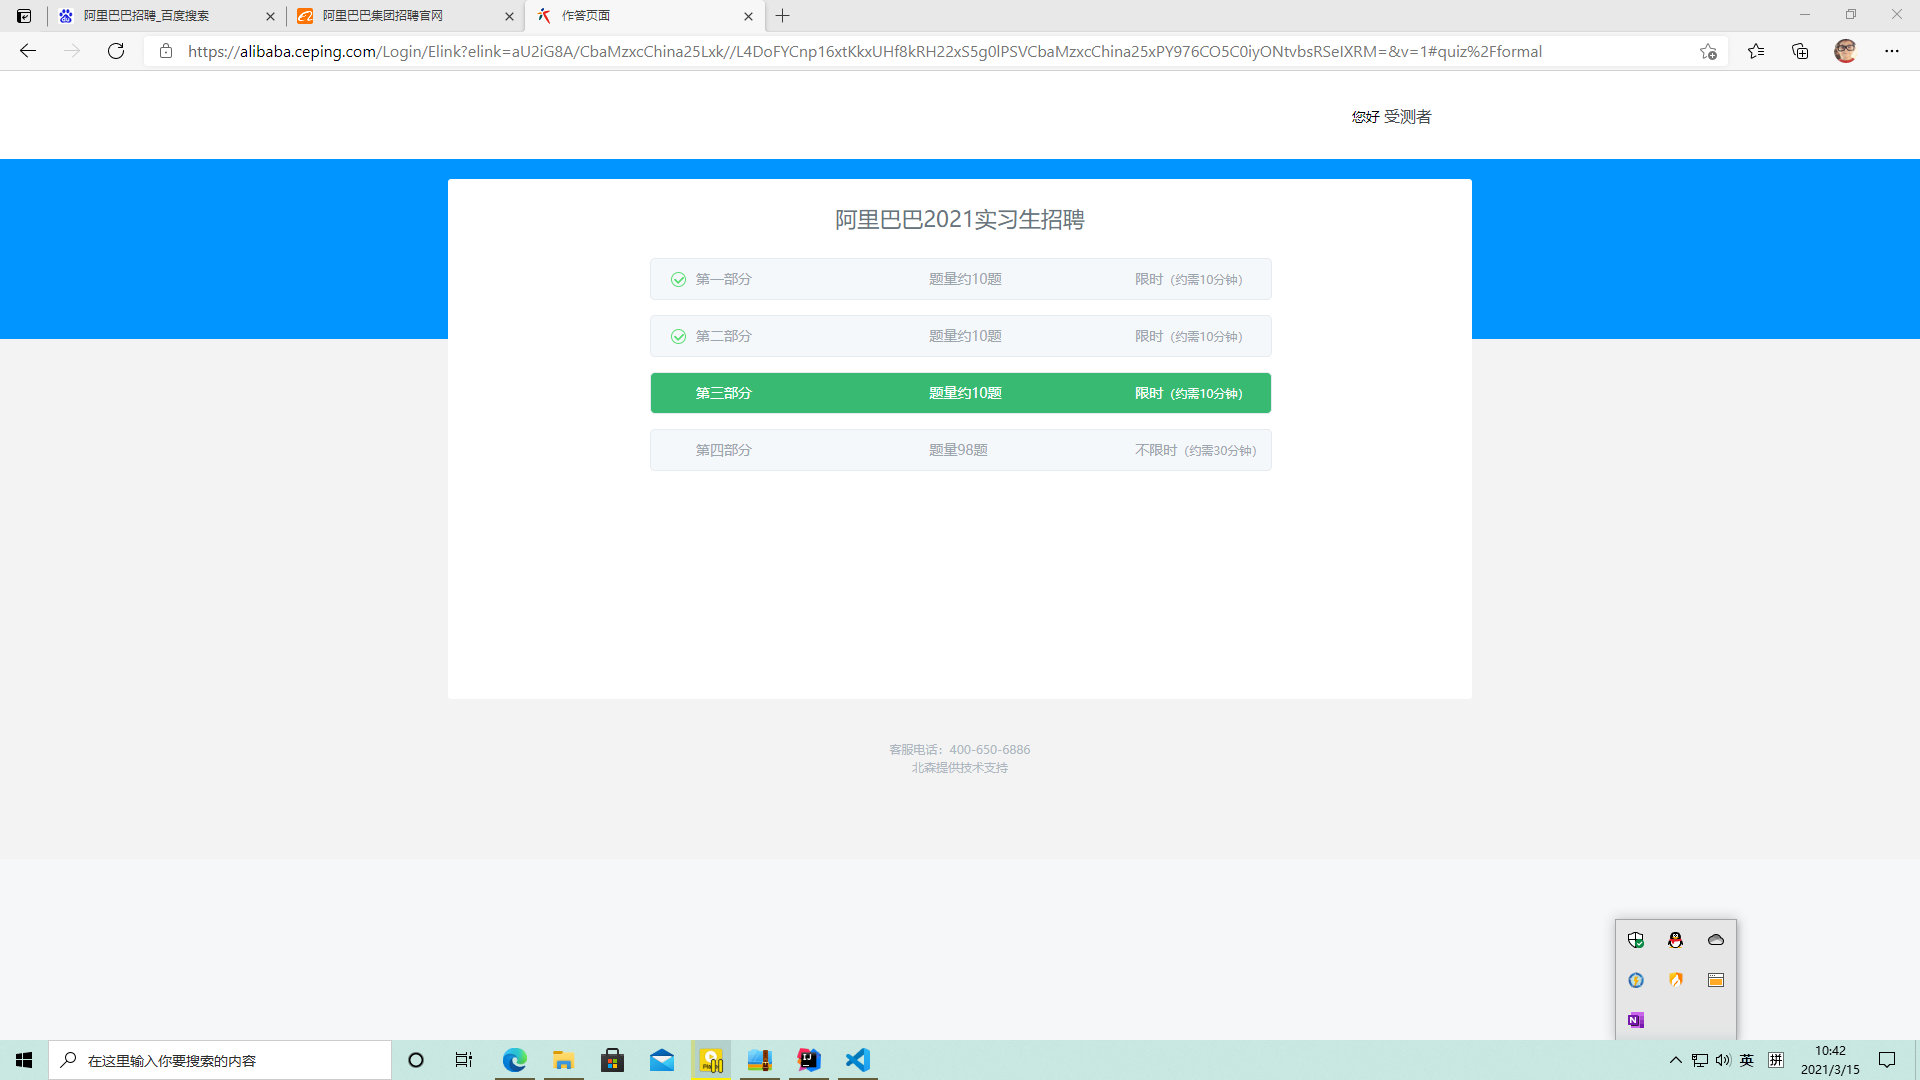 阿里巴巴招聘_百度搜索
阿里巴巴集团招聘官网
作答页面
https://alibaba.ceping.com/Login/Elink?elink=aU2iG8A/CbaMzxcChina25Lxk//L4DoFYCnp16xtKkxUHf8kRH22xS5g0lPSVCbaMzxcChina25xPY976CO5C0iyONtvbsRSeIXRM=&v=1#quiz%2Fformal
您好 受测者
阿里巴巴2021实习生招聘
第一部分 题量约10题 限时（约需10分钟）
第二部分 题量约10题 限时（约需10分钟）
第三部分 题量约10题 限时（约需10分钟）
第四部分 题量98题 不限时（约需30分钟）
客服电话：400-650-6886
北森提供技术支持
在这里输入你要搜索的内容
英
拼
10:42
2021/3/15